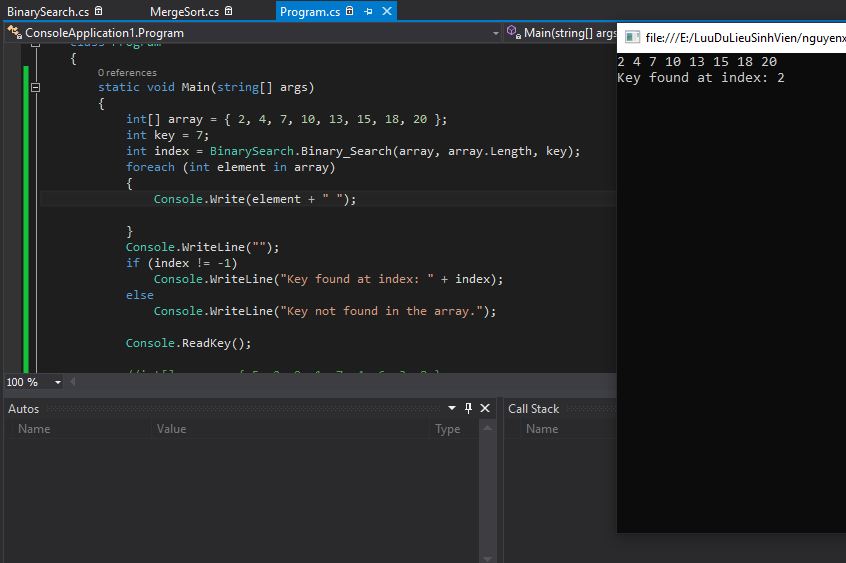 BinarySearch.cs
MergeSort.cs
Program.cs
ConsoleApplication1.Program
Main(string[] args
class Program
{
0 references
static void Main(string[] args)
{
int[] array = { 2, 4, 7, 10, 13, 15, 18, 20 };
int key = 7;
int index = BinarySearch.Binary_Search(array, array.Length, key);
foreach (int element in array)
{
Console.Write(element + " ");
}
Console.WriteLine("");
if (index != -1)
Console.WriteLine("Key found at index: " + index);
else
Console.WriteLine("Key not found in the array.");
Console.ReadKey();
100 %
Autos
Name
Value
Type
Call Stack
Name
file:///E:/LuuDuLieuSinhVien/nguyenx
2 4 7 10 13 15 18 20
Key found at index: 2